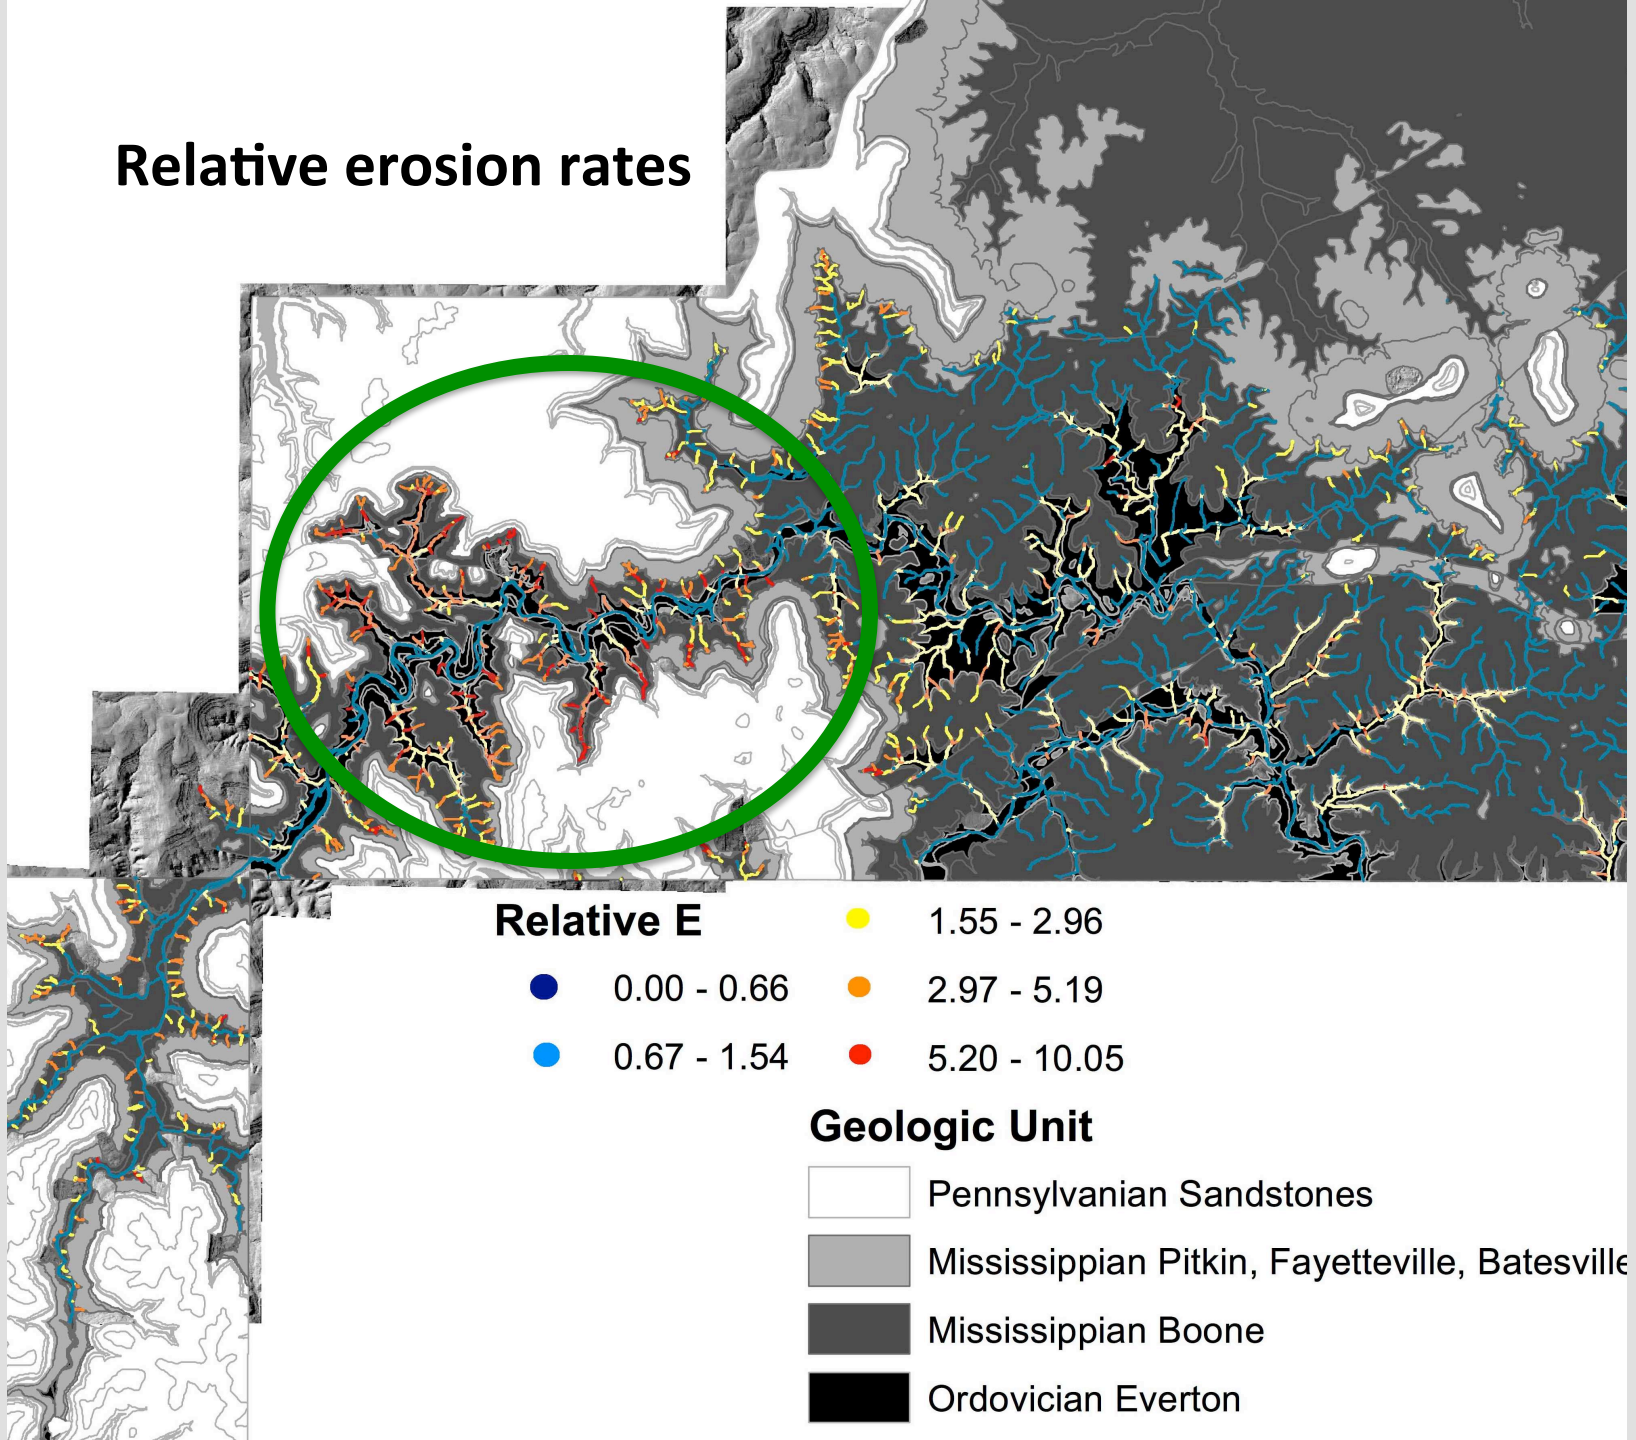 Relative erosion rates
Relative E
0.00 - 0.66
0.67 - 1.54
1.55 - 2.96
2.97 - 5.19
5.20 - 10.05
Geologic Unit
Pennsylvanian Sandstones
Mississippian Pitkin, Fayetteville, Batesville
Mississippian Boone
Ordovician Everton